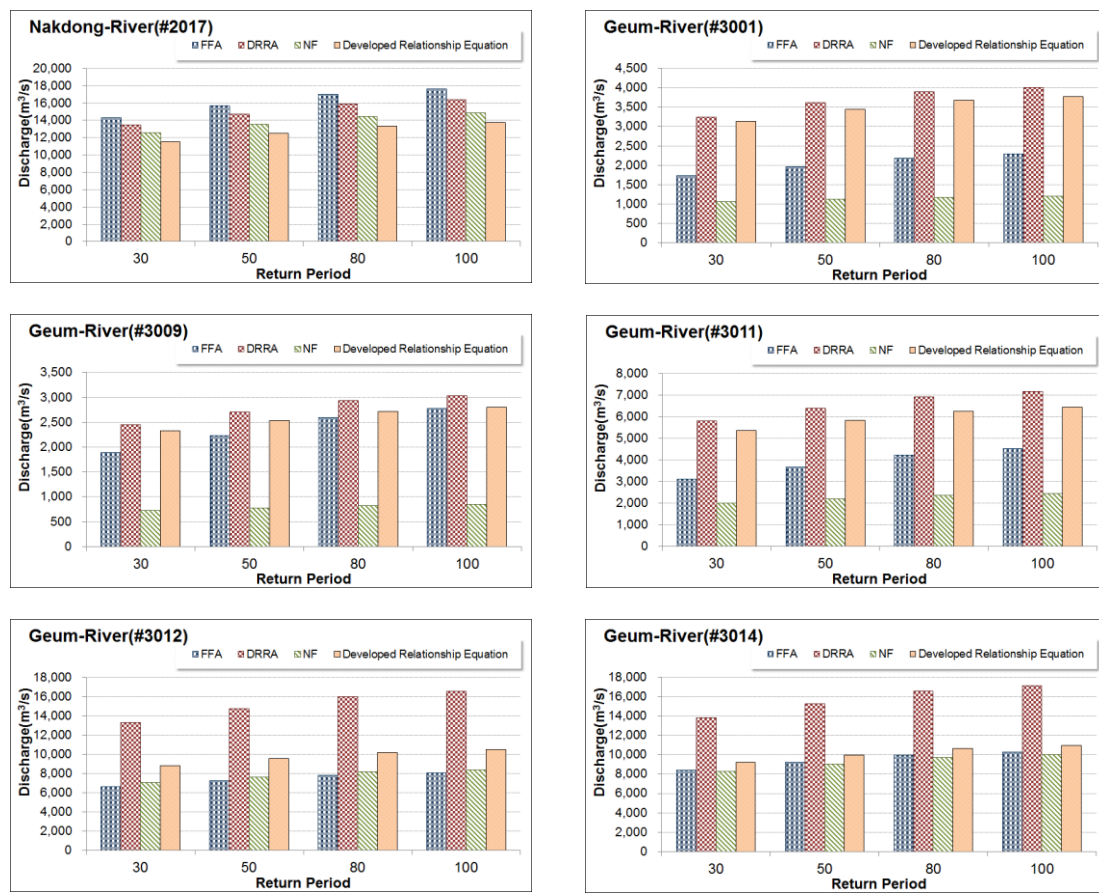 Nakdong-River(#2017)
FFA DRRA NF Developed Relationship Equation
Discharge(m³/s)
20,000
18,000
16,000
14,000
12,000
10,000
8,000
6,000
4,000
2,000
0
30 50 80 100
Return Period
Geum-River(#3001)
FFA DRRA NF Developed Relationship Equation
Discharge(m³/s)
4,500
4,000
3,500
3,000
2,500
2,000
1,500
1,000
500
0
30 50 80 100
Return Period
Geum-River(#3009)
FFA DRRA NF Developed Relationship Equation
Discharge(m³/s)
3,500
3,000
2,500
2,000
1,500
1,000
500
0
30 50 80 100
Return Period
Geum-River(#3011)
FFA DRRA NF Developed Relationship Equation
Discharge(m³/s)
8,000
7,000
6,000
5,000
4,000
3,000
2,000
1,000
0
30 50 80 100
Return Period
Geum-River(#3012)
FFA DRRA NF Developed Relationship Equation
Discharge(m³/s)
18,000
16,000
14,000
12,000
10,000
8,000
6,000
4,000
2,000
0
30 50 80 100
Return Period
Geum-River(#3014)
FFA DRRA NF Developed Relationship Equation
Discharge(m³/s)
18,000
16,000
14,000
12,000
10,000
8,000
6,000
4,000
2,000
0
30 50 80 100
Return Period